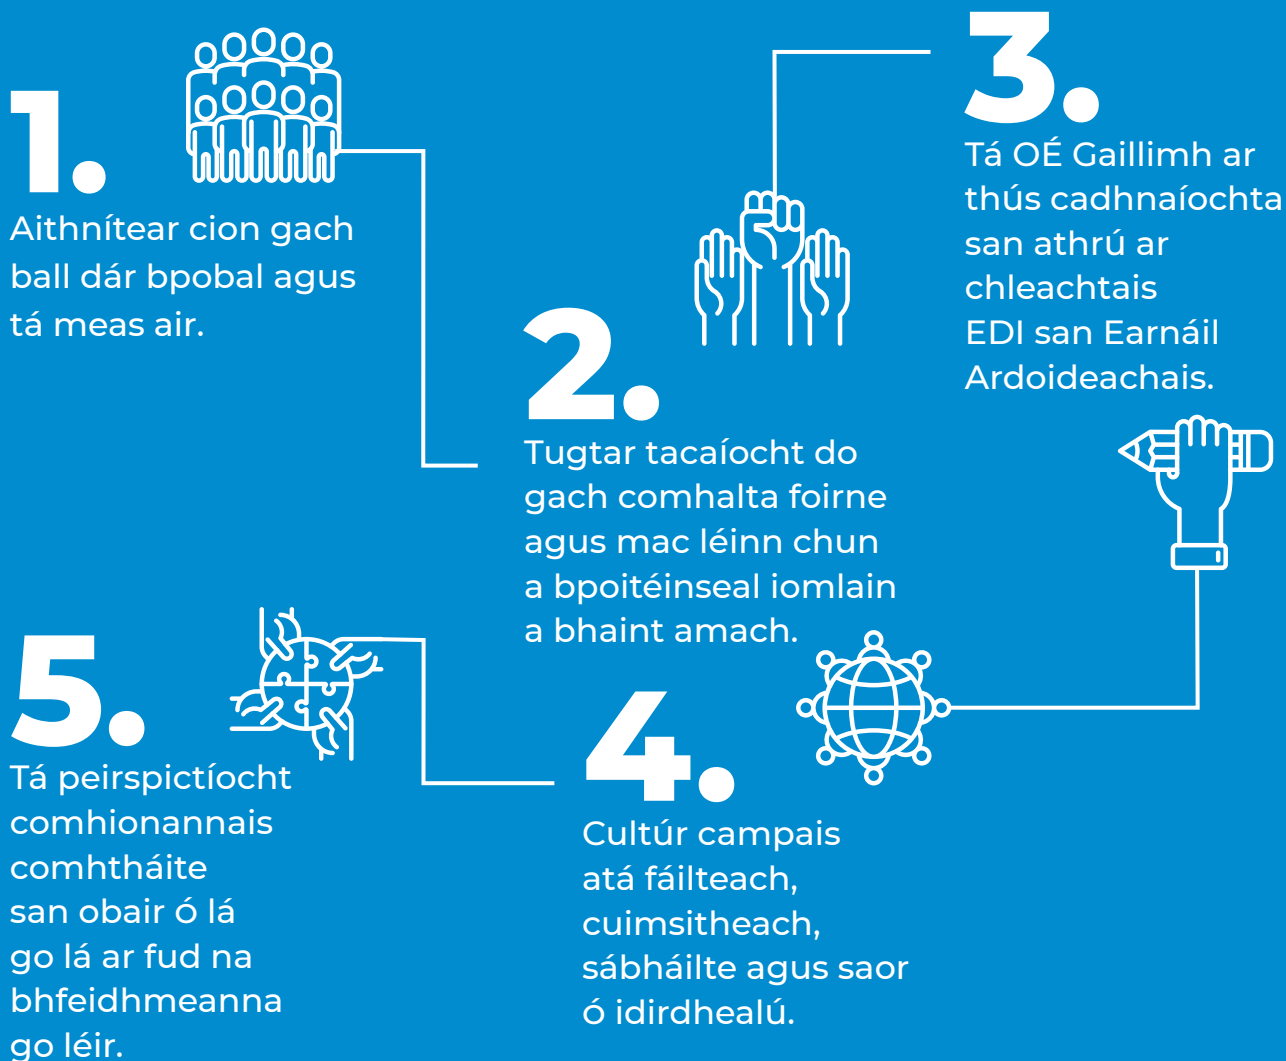 1.
Aithnítear cion gach
ball dár bpobal agus
tá meas air.
2.
Tugtar tacaíocht do
gach comhalta foirne
agus mac léinn chun
a bpoitéinseal iomlain
a bhaint amach.
3.
Tá OÉ Gaillimh ar
thús cadhnaíochta
san athrú ar
chleachtais
EDI san Earnáil
Ardoideachais.
4.
Cultúr campais
atá fáilteach,
cuimsitheach,
sábháilte agus saor
ó idirdhealú.
5.
Tá peirspictíocht
comhionannais
comhtháite
san obair ó lá
go lá ar fud na
bhfeidhmeanna
go léir.